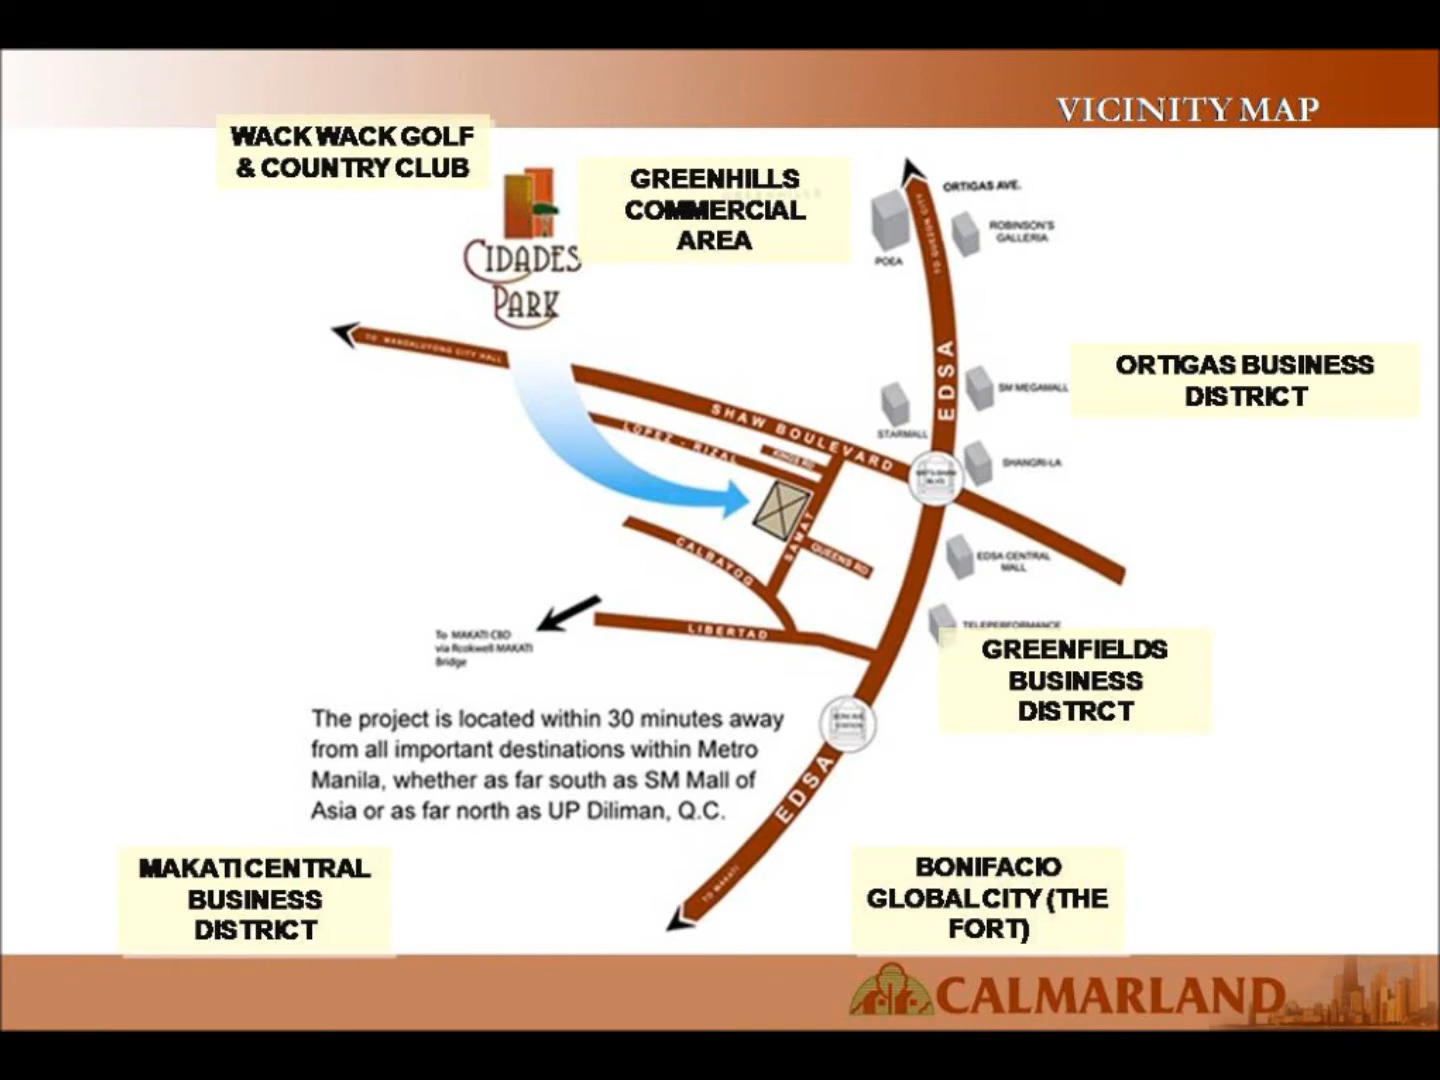 VICINITY MAP
WACK WACK GOLF
& COUNTRY CLUB
GREENHILLS
COMMERCIAL
AREA
CIDADES
PARK
ORTIGAS AVE.
ROBINSON'S
GALLERIA
POEA
TO QUEZON CITY
EDSA
TO MANDALUYONG CITY HALL
SHAW BOULEVARD
LOPEZ - RIZAL
KINGS RD
STARMALL
SM MEGAMALL
ORTIGAS BUSINESS
DISTRICT
SHANGRI-LA
SAMAT
QUEENS RD
CALBAYOG
EDSA CENTRAL
MALL
LIBERTAD
TELEPERFORMANCE
GREENFIELDS
BUSINESS
DISTRCT
To MAKATI CBD
via Rcokwell MAKATI
Bridge
The project is located within 30 minutes away
from all important destinations within Metro
Manila, whether as far south as SM Mall of
Asia or as far north as UP Diliman, Q.C.
EDSA
TO MAKATI
MAKATI CENTRAL
BUSINESS
DISTRICT
BONIFACIO
GLOBAL CITY (THE
FORT)
CALMARLAND